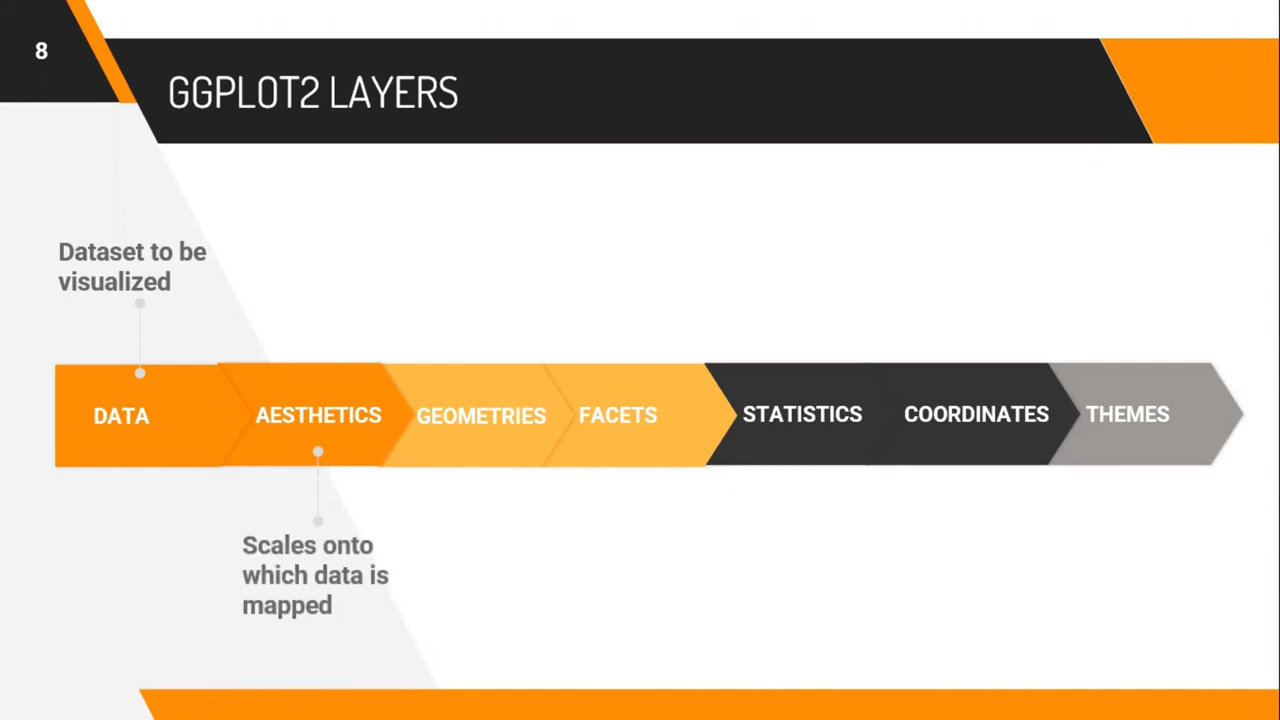 8
GGPLOT2 LAYERS
Dataset to be
visualized
DATA
AESTHETICS
GEOMETRIES
FACETS
STATISTICS
COORDINATES
THEMES
Scales onto
which data is
mapped